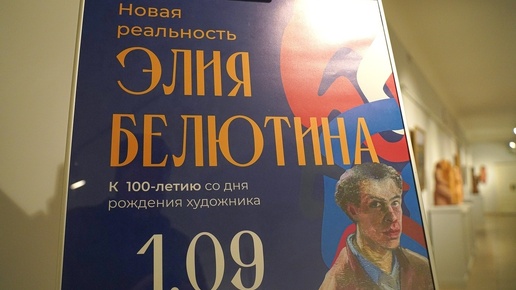 Новая
реальность
ЭЛИЯ
БЕЛЮТИНА
К 100-летию со дня
рождения художника
1.09